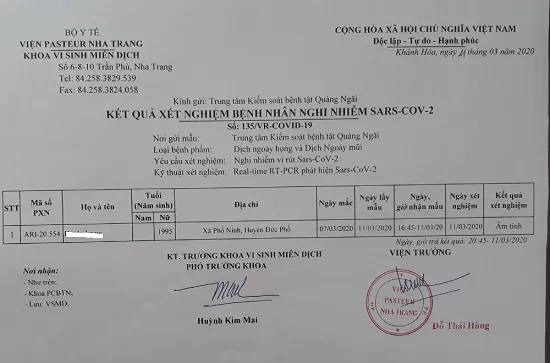 BỘ Y TẾ
VIỆN PASTEUR NHA TRANG
KHOA VI SINH MIỄN DỊCH
Số 6-8-10 Trần Phú, Nha Trang
Tel: 84.258.3829.539
Fax: 84.258.3824.058
CỘNG HÒA XÃ HỘI CHỦ NGHĨA VIỆT NAM
Độc lập - Tự do - Hạnh phúc
Khánh Hòa, ngày 11 tháng 03 năm 2020
Kính gửi: Trung tâm Kiểm soát bệnh tật Quảng Ngãi
KẾT QUẢ XÉT NGHIỆM BỆNH NHÂN NGHI NHIỄM SARS-COV-2
Số: 135/VR-COVID-19
Nơi gửi mẫu: Trung tâm Kiểm soát bệnh tật Quảng Ngãi
Loại bệnh phẩm: Dịch ngoáy họng và Dịch Ngoáy mũi
Yêu cầu xét nghiệm: Nghi nhiễm vi rút Sars-CoV-2
Kỹ thuật xét nghiệm: Real-time RT-PCR phát hiện Sars-CoV-2
STT Mã số PXN Họ và tên Tuổi (Năm sinh) Nam Nữ Địa chỉ Ngày mắc Ngày lấy mẫu Ngày, giờ nhận mẫu Ngày xét nghiệm Kết quả xét nghiệm
1 ARI-20 554 1995 Xã Phổ Ninh, Huyện Đức Phổ 07/03/2020 11/03/2020 16:45-11/03/20 11/03/2020 Âm tính
Ngày, giờ trả kết quả: 20:45- 11/03/2020
Nơi nhận:
- Như trên;
- Khoa PCBTN;
- Lưu: VSMD.
KT. TRƯỞNG KHOA VI SINH MIỄN DỊCH
PHÓ TRƯỞNG KHOA
Huỳnh Kim Mai
VIỆN TRƯỞNG
VIỆN
PASTEUR
NHA TRANG
Đỗ Thái Hùng